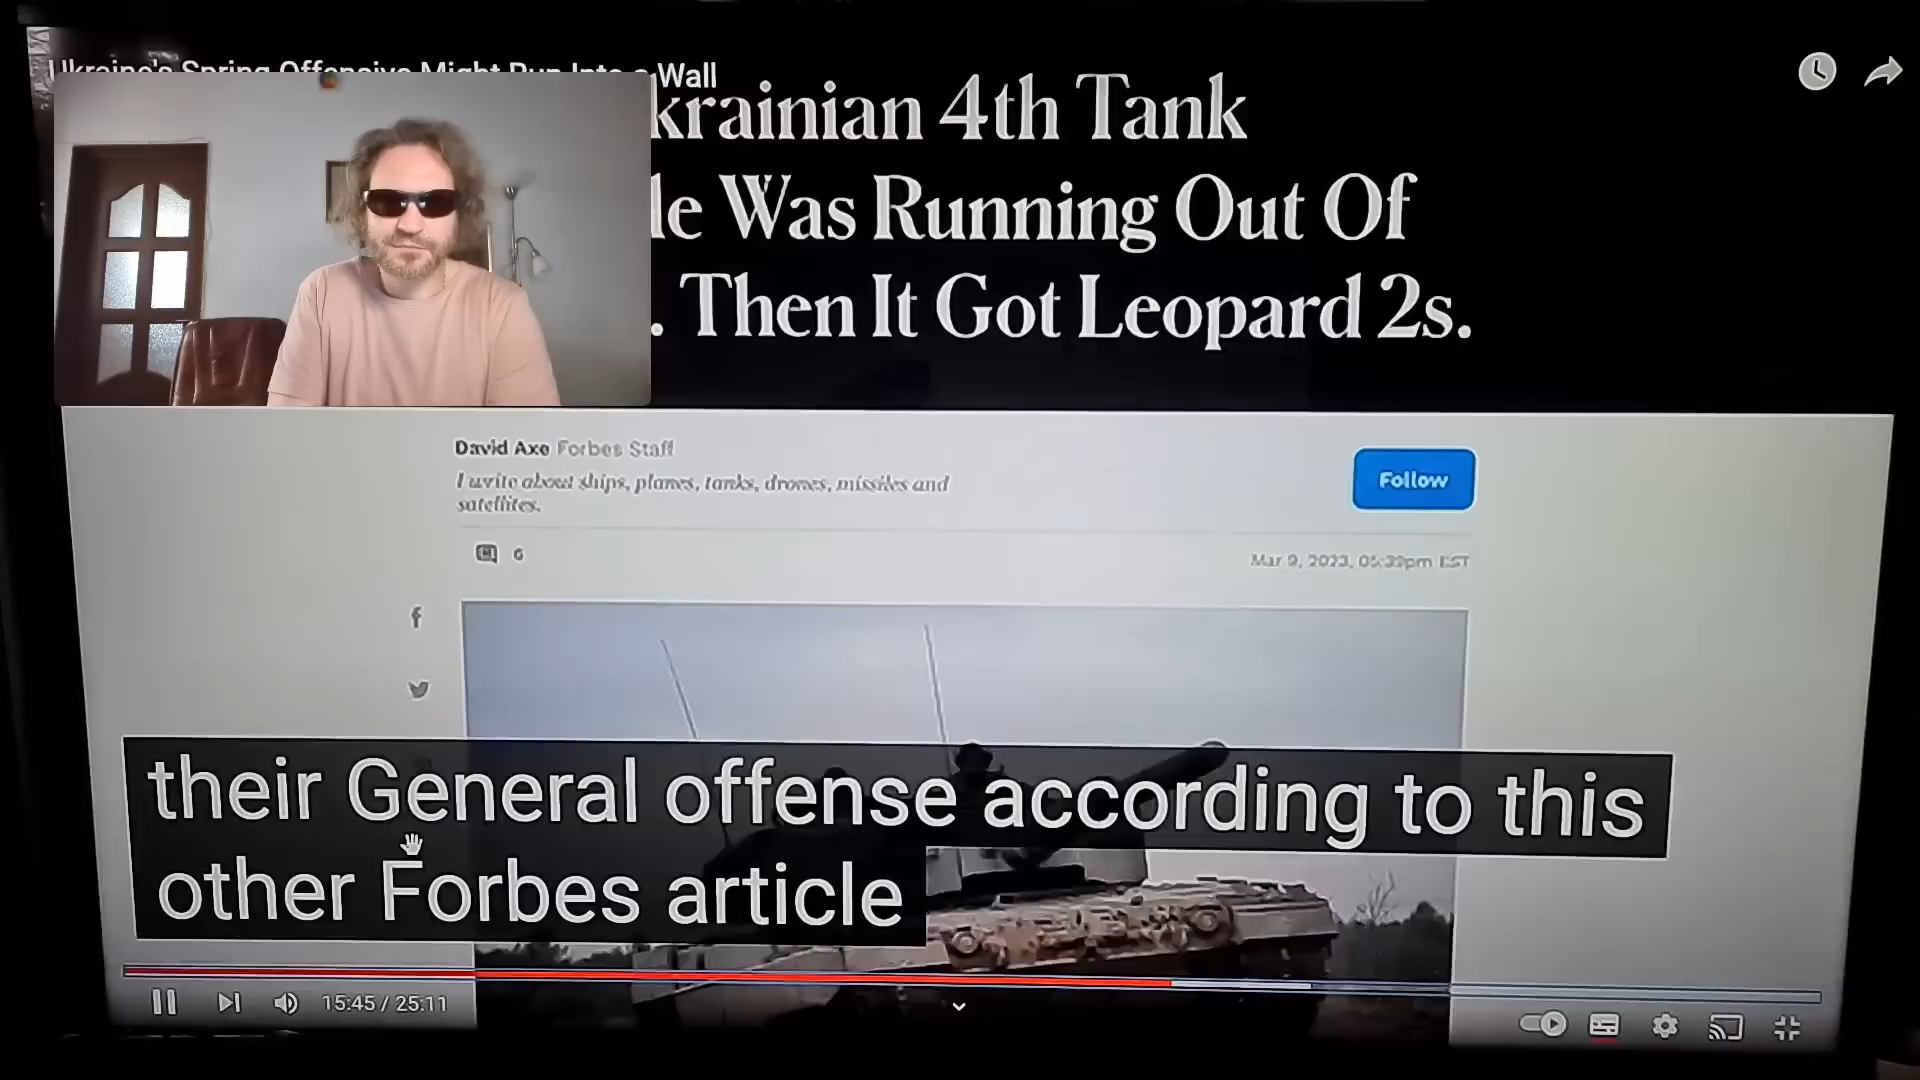 Wall
krainian 4th Tank
le Was Running Out Of
. Then It Got Leopard 2s.
David Axe Forbes Staff
I write about ships, planes, tanks, drones, missiles and
satellites.
Follow
6
Mar 9, 2023, 05:39pm EST
their General offense according to this
other Forbes article
15:45 / 25:11